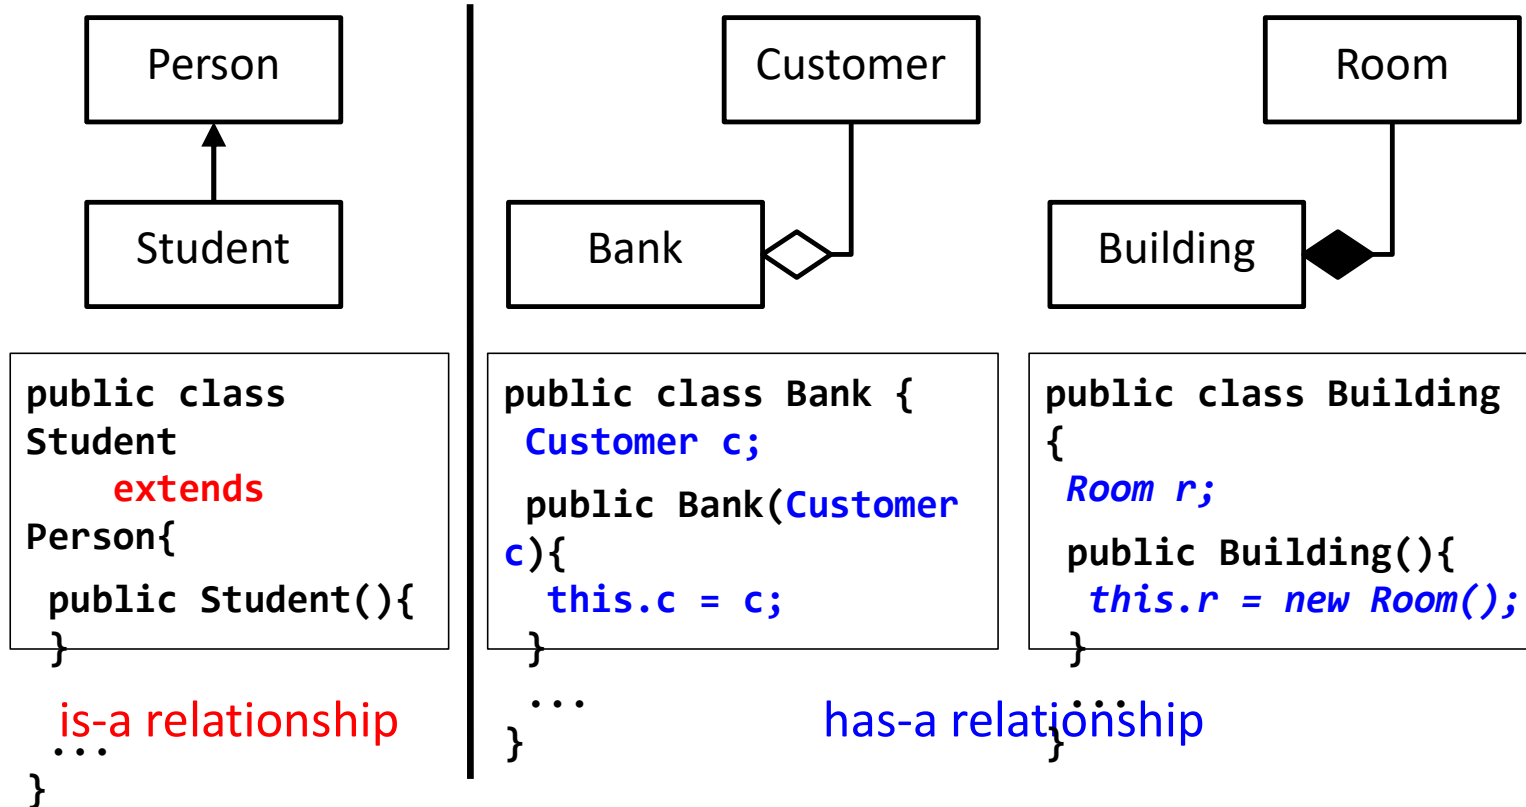 Person
Student
public class
Student
extends
Person{
public Student(){
}
...
}
is-a relationship
Customer
Bank
public class Bank {
Customer c;
public Bank(Customer
c){
this.c = c;
}
...
}
Room
Building
public class Building
{
Room r;
public Building(){
this.r = new Room();
}
...
}
has-a relationship